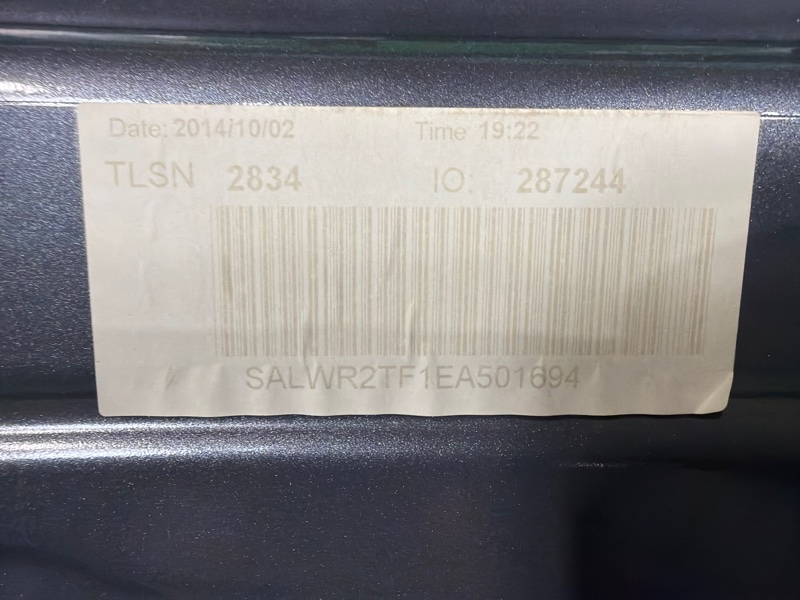 Date: 2014/10/02 Time 19:22
TLSN 2834 IO: 287244
SALWR2TF1EA501694